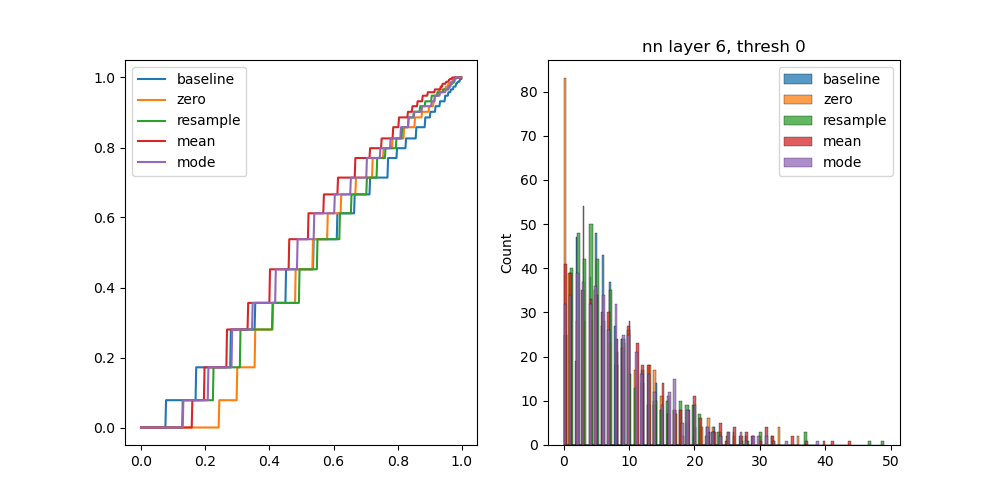 nn layer 6, thresh 0
1.0
0.8
0.6
0.4
0.2
0.0
0.0 0.2 0.4 0.6 0.8 1.0
baseline
zero
resample
mean
mode
Count
80
70
60
50
40
30
20
10
0
0 10 20 30 40 50
baseline
zero
resample
mean
mode